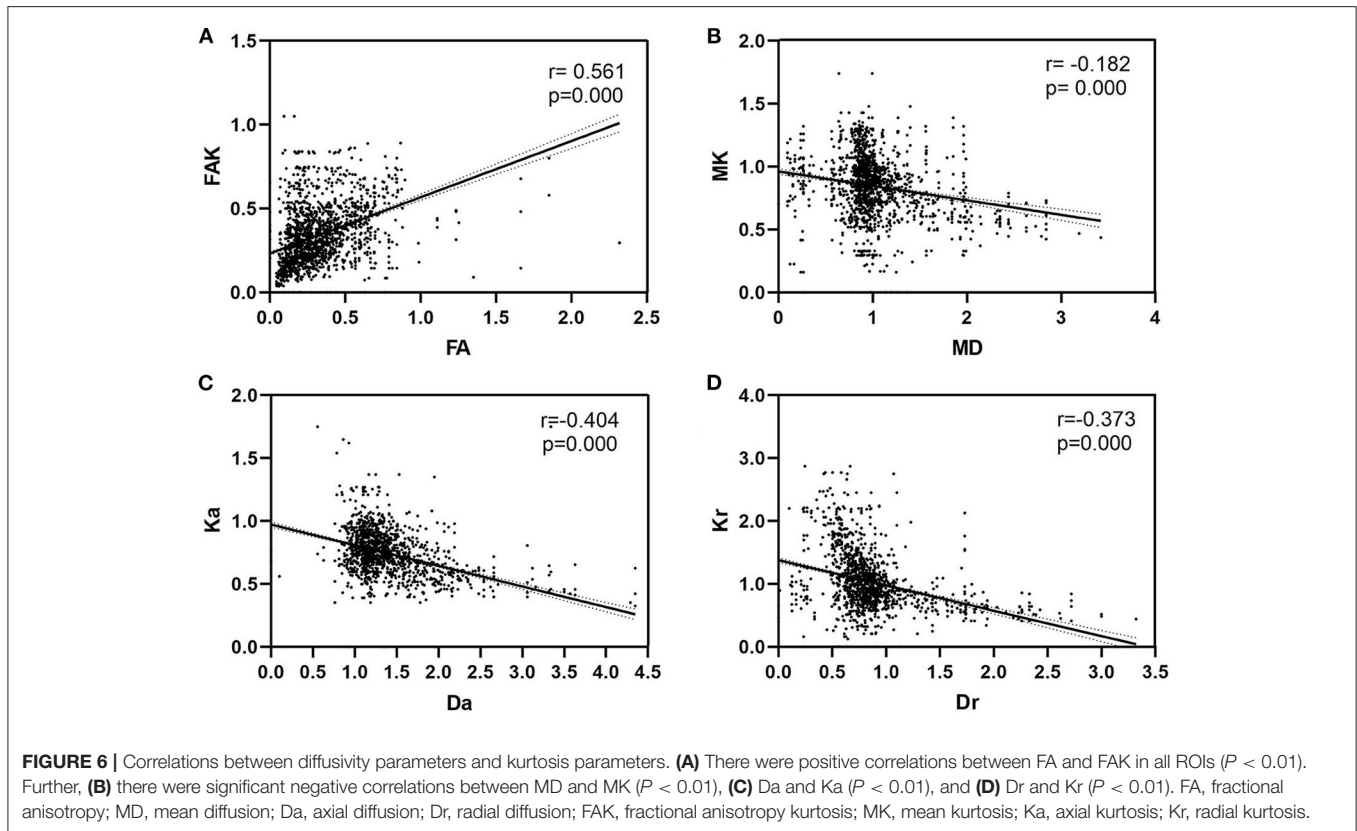 A
1.5
1.0
0.5
0.0
FAK
r= 0.561
p=0.000
0.0 0.5 1.0 1.5 2.0 2.5
FA
B
2.0
1.5
1.0
0.5
0.0
MK
r= -0.182
p= 0.000
0 1 2 3 4
MD
C
2.0
1.5
1.0
0.5
0.0
Ka
r=-0.404
p=0.000
0.0 0.5 1.0 1.5 2.0 2.5 3.0 3.5 4.0 4.5
Da
D
4.0
3.0
2.0
1.0
0.0
Kr
r=-0.373
p=0.000
0.0 0.5 1.0 1.5 2.0 2.5 3.0 3.5
Dr
FIGURE 6 | Correlations between diffusivity parameters and kurtosis parameters. (A) There were positive correlations between FA and FAK in all ROIs (P < 0.01).
Further, (B) there were significant negative correlations between MD and MK (P < 0.01), (C) Da and Ka (P < 0.01), and (D) Dr and Kr (P < 0.01). FA, fractional
anisotropy; MD, mean diffusion; Da, axial diffusion; Dr, radial diffusion; FAK, fractional anisotropy kurtosis; MK, mean kurtosis; Ka, axial kurtosis; Kr, radial kurtosis.